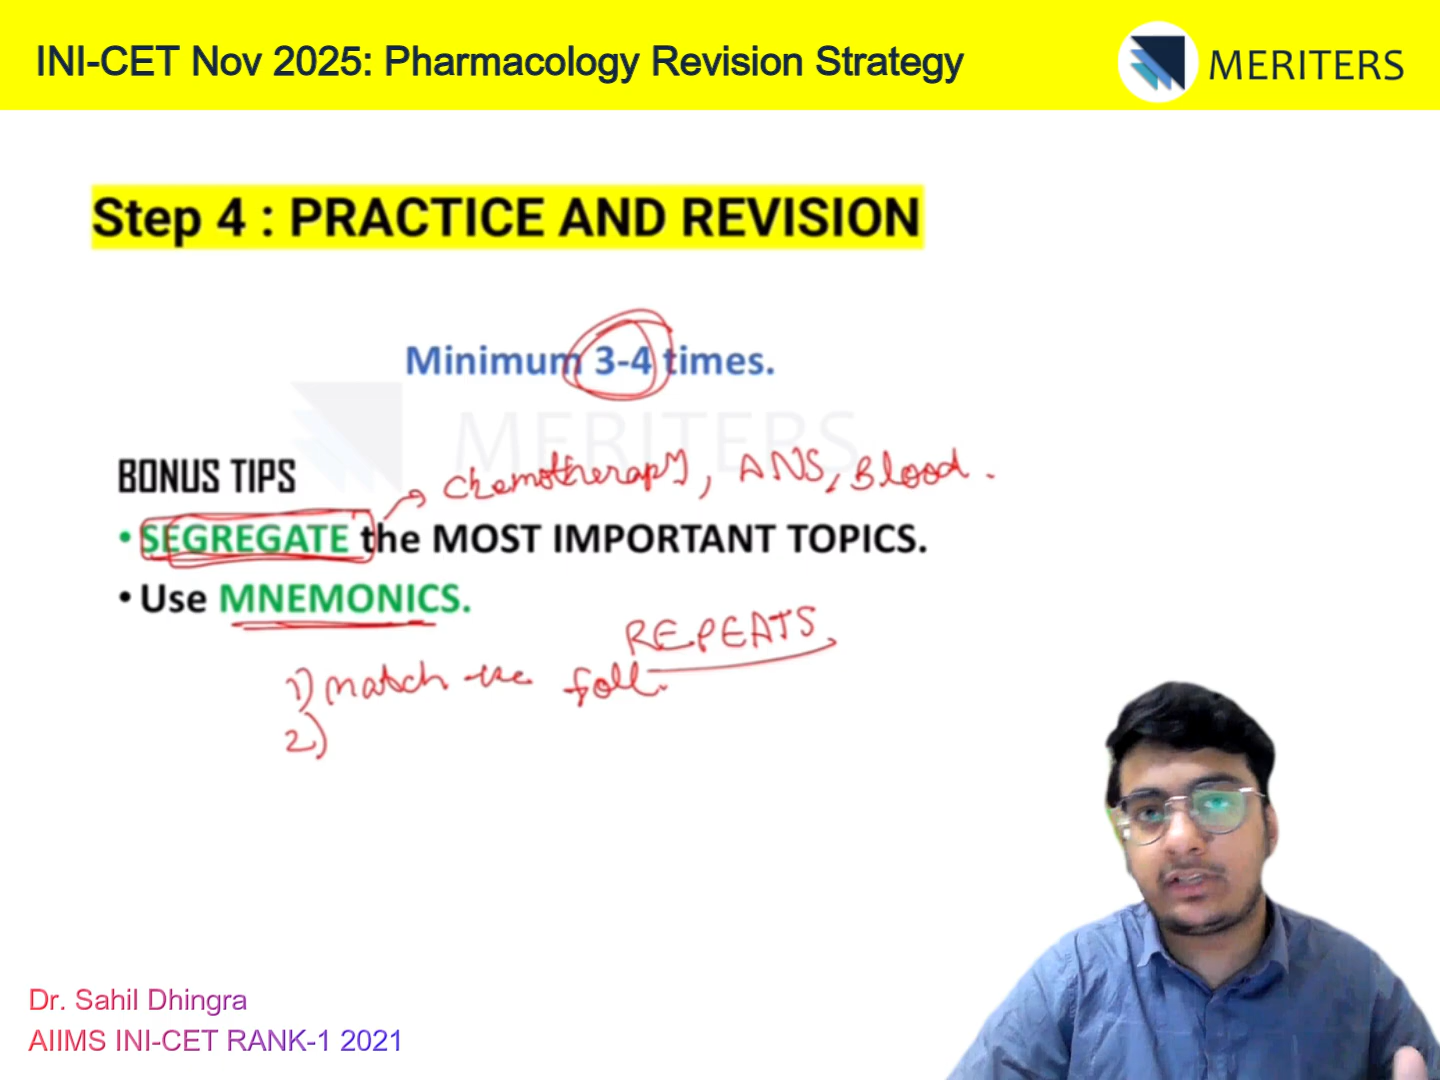 INI-CET Nov 2025: Pharmacology Revision Strategy
MERITERS
Step 4 : PRACTICE AND REVISION
Minimum 3-4 times.
MERITERS
BONUS TIPS
chemotherapy, ANS, Blood.
• SEGREGATE the MOST IMPORTANT TOPICS.
• Use MNEMONICS.
REPEATS
1) Match the foll.
2)
Dr. Sahil Dhingra
AIIMS INI-CET RANK-1 2021